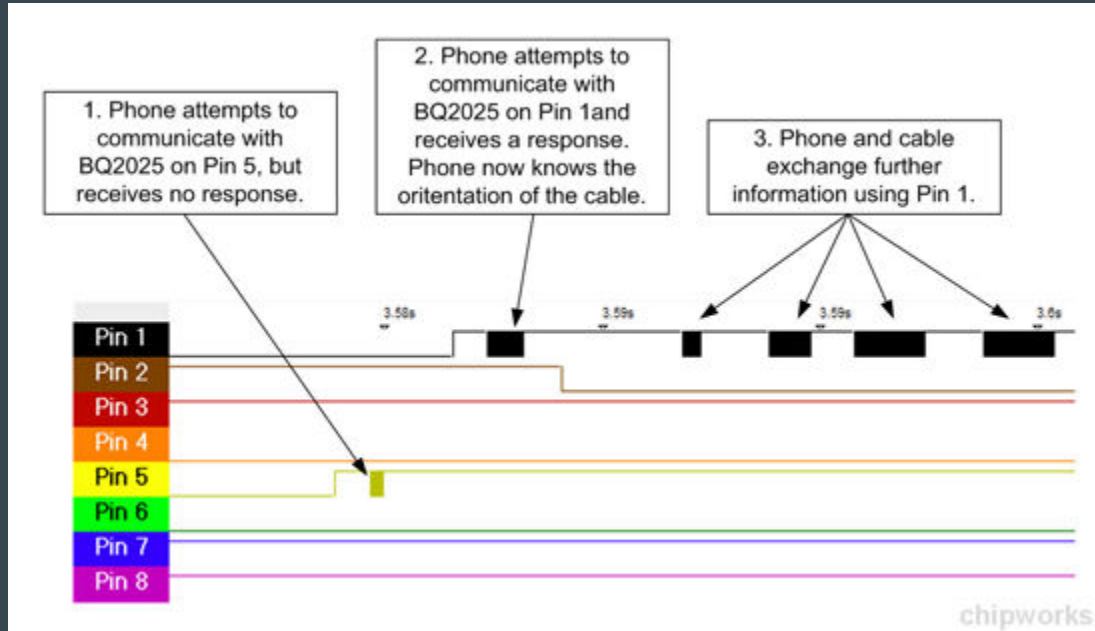 1. Phone attempts to
communicate with
BQ2025 on Pin 5, but
receives no response.
2. Phone attempts to
communicate with
BQ2025 on Pin 1and
receives a response.
Phone now knows the
oritentation of the cable.
3. Phone and cable
exchange further
information using Pin 1.
3.58s
3.59s
3.59s
3.6s
Pin 1
Pin 2
Pin 3
Pin 4
Pin 5
Pin 6
Pin 7
Pin 8
chipworks